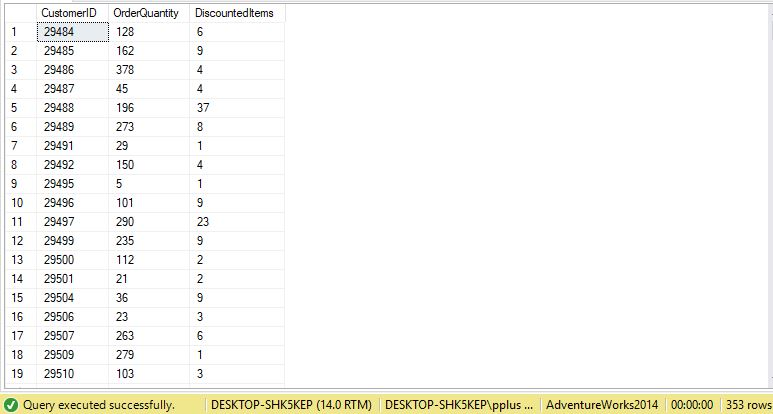 CustomerID OrderQuantity DiscountedItems
1 29484 128 6
2 29485 162 9
3 29486 378 4
4 29487 45 4
5 29488 196 37
6 29489 273 8
7 29491 29 1
8 29492 150 4
9 29495 5 1
10 29496 101 9
11 29497 290 23
12 29499 235 9
13 29500 112 2
14 29501 21 2
15 29504 36 9
16 29506 23 3
17 29507 263 6
18 29509 279 1
19 29510 103 3
Query executed successfully. DESKTOP-SHK5KEP (14.0 RTM) DESKTOP-SHK5KEP\pplus ... AdventureWorks2014 00:00:00 353 rows